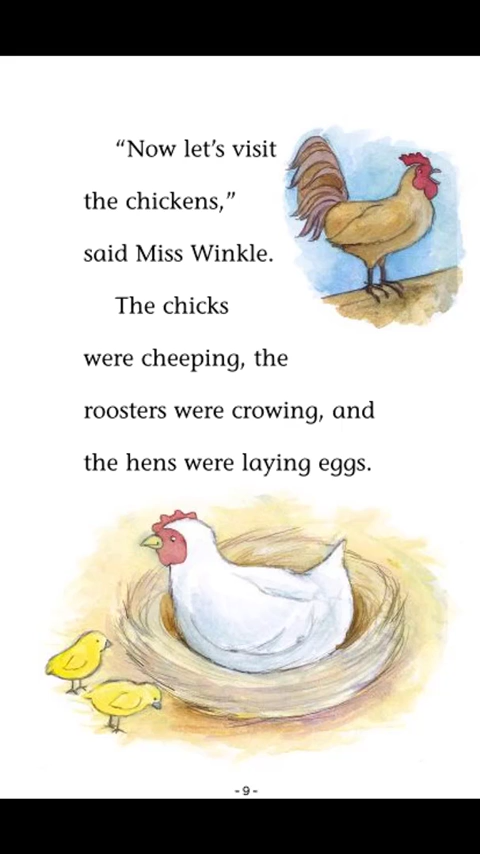 “Now let’s visit
the chickens,”
said Miss Winkle.
The chicks
were cheeping, the
roosters were crowing, and
the hens were laying eggs.
-9-